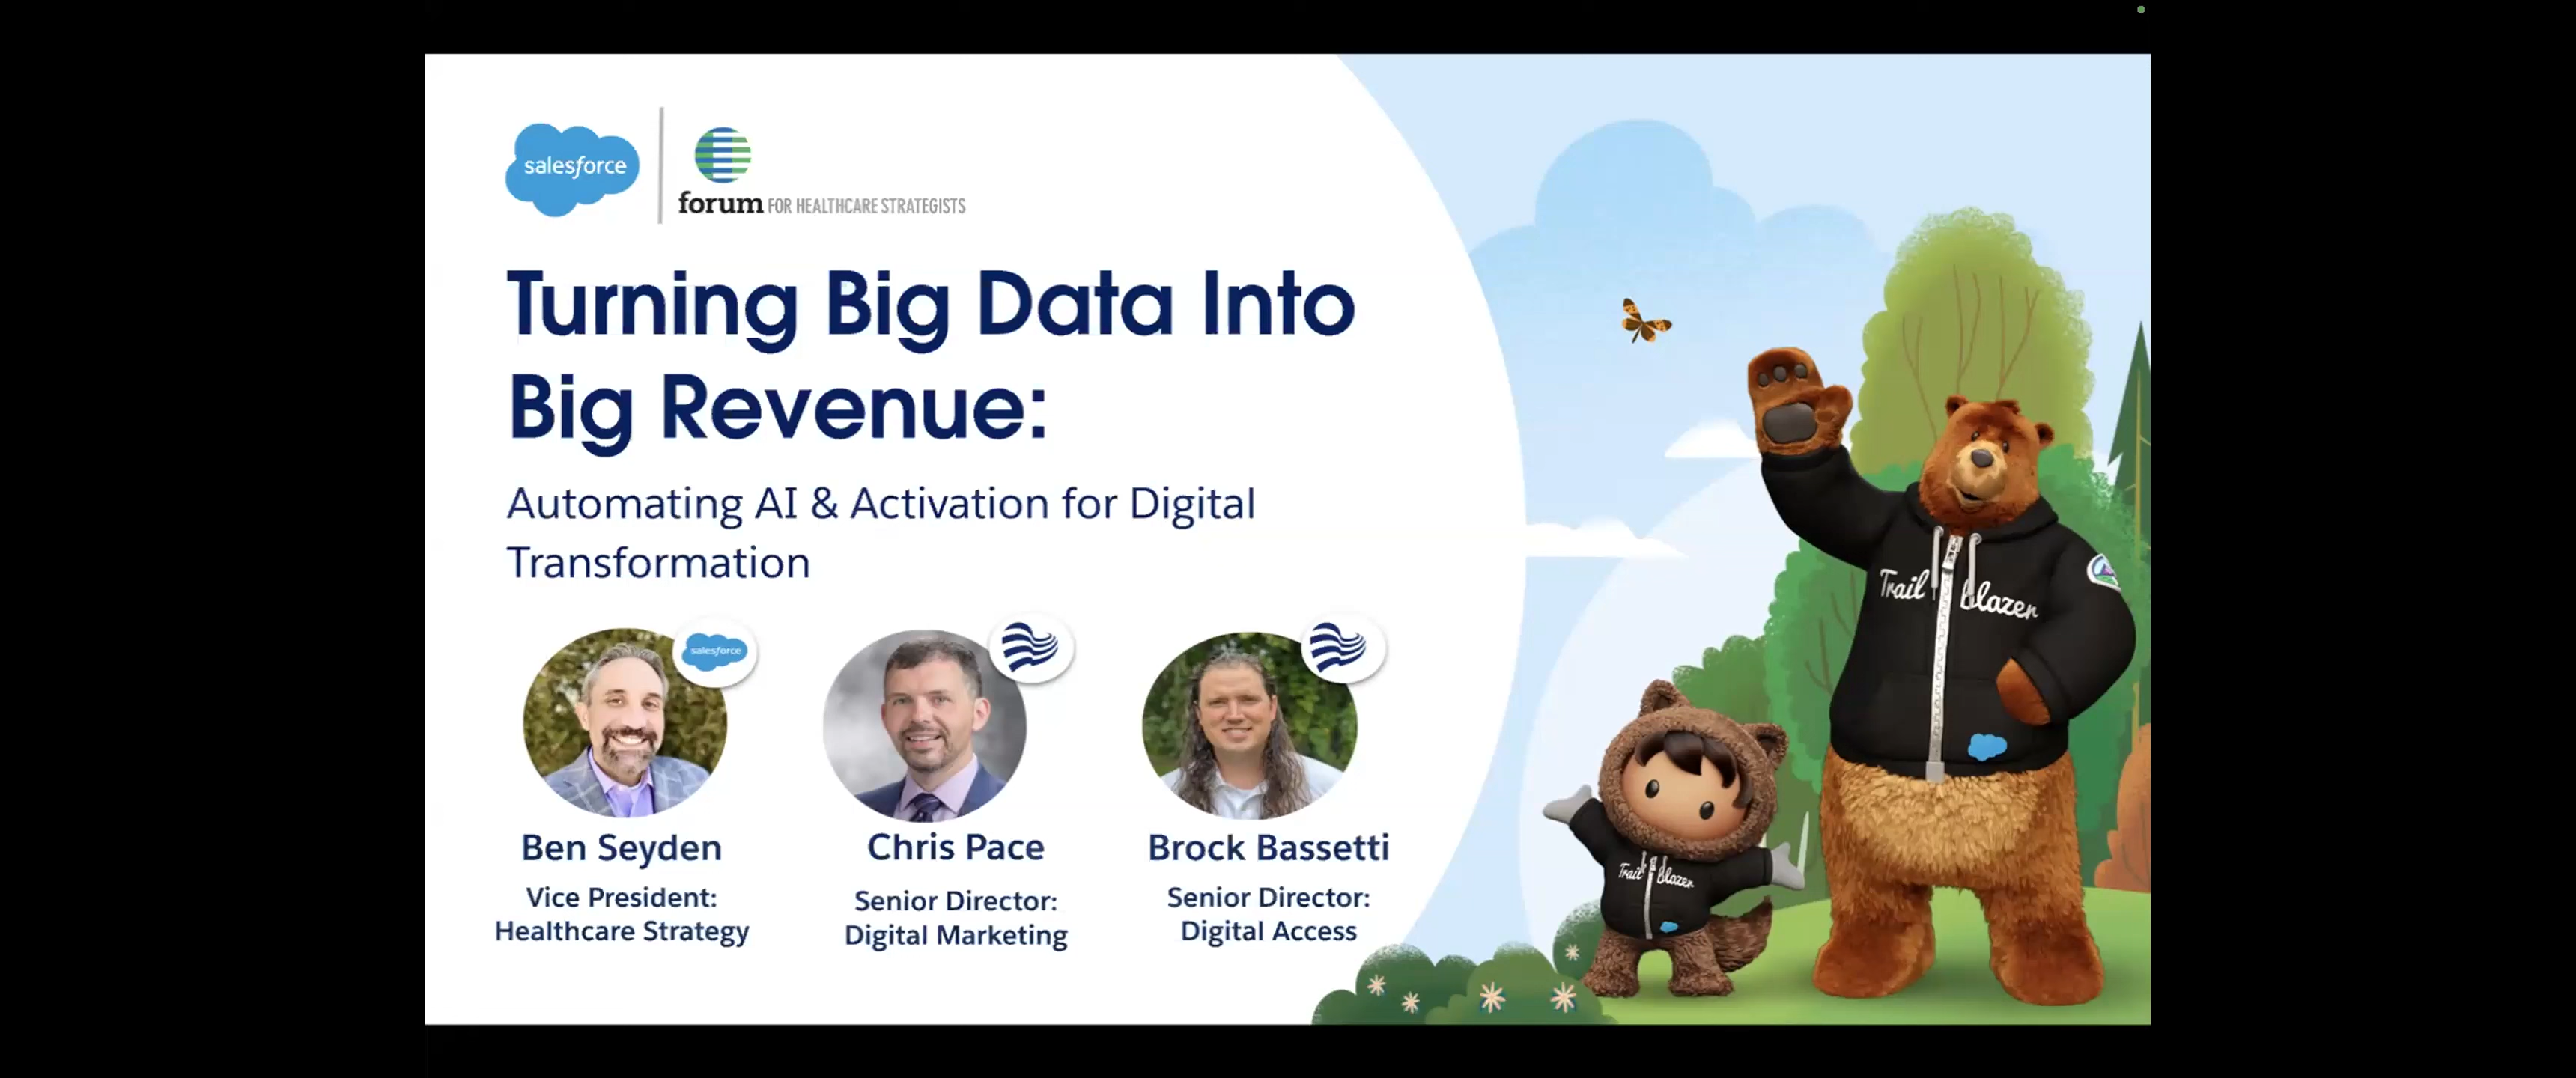 salesforce
forum FOR HEALTHCARE STRATEGISTS
Turning Big Data Into
Big Revenue:
Automating AI & Activation for Digital
Transformation
salesforce
Ben Seyden
Vice President:
Healthcare Strategy
Chris Pace
Senior Director:
Digital Marketing
Brock Bassetti
Senior Director:
Digital Access
Trail blazer
Trail blazer